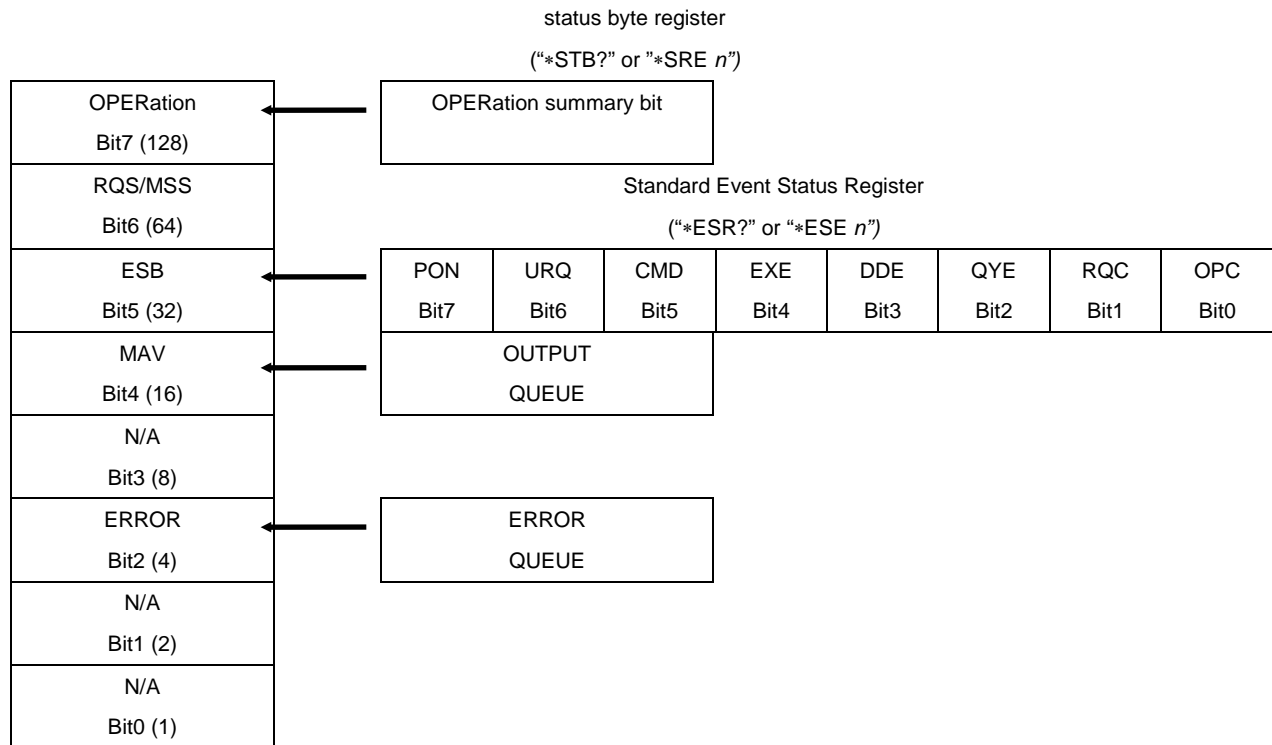 status byte register
(“∗STB?” or ”∗SRE n”)
OPERation
Bit7 (128)
OPERation summary bit
RQS/MSS
Bit6 (64)
Standard Event Status Register
(“∗ESR?” or “∗ESE n”)
ESB
Bit5 (32)
PON URQ CMD EXE DDE QYE RQC OPC
Bit7 Bit6 Bit5 Bit4 Bit3 Bit2 Bit1 Bit0
MAV
Bit4 (16)
OUTPUT
QUEUE
N/A
Bit3 (8)
ERROR
Bit2 (4)
ERROR
QUEUE
N/A
Bit1 (2)
N/A
Bit0 (1)